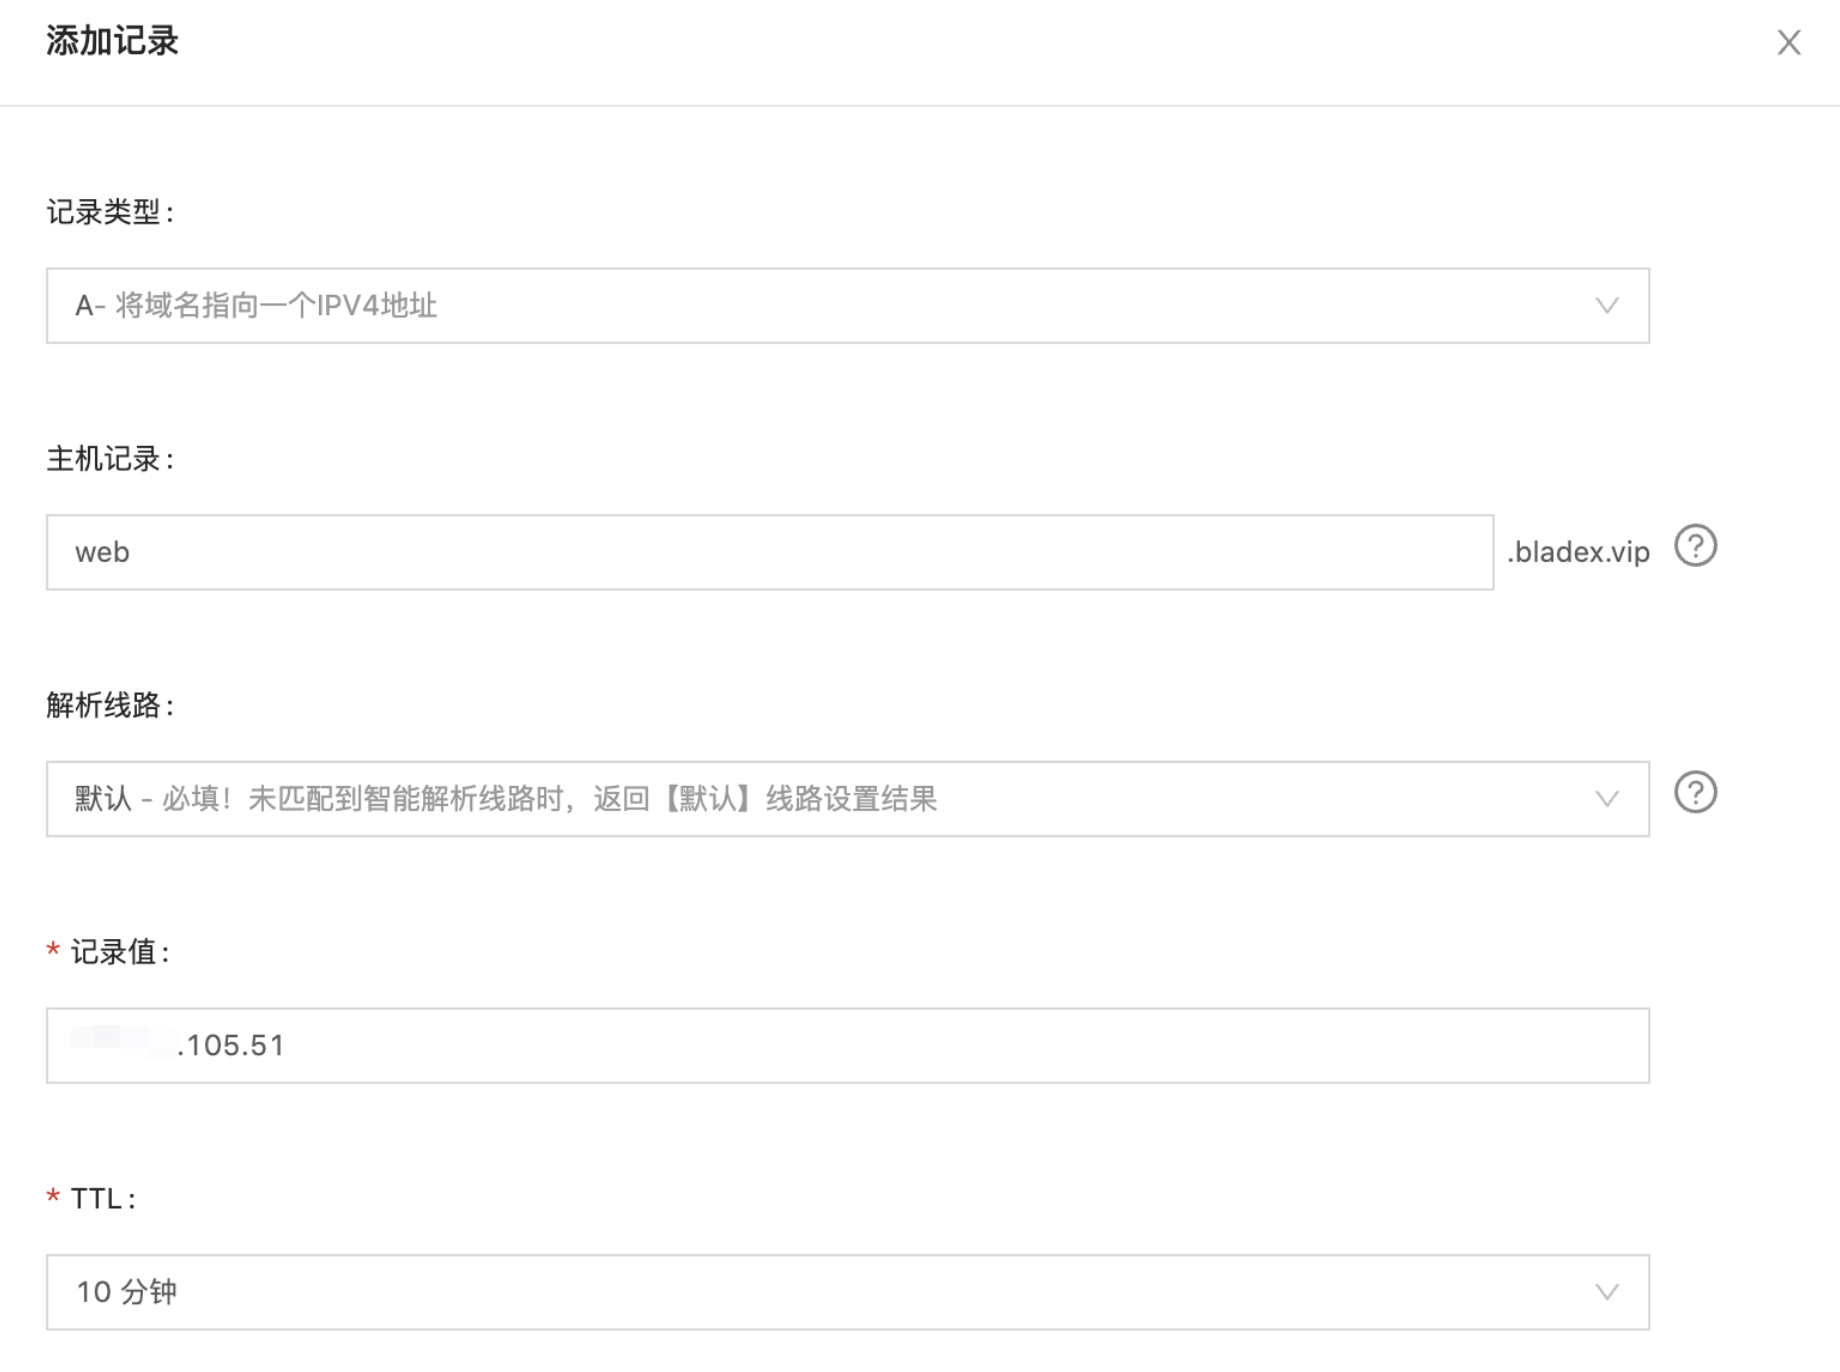 添加记录
记录类型：
A- 将域名指向一个IPV4地址
主机记录：
web .bladex.vip ?
解析线路：
默认 - 必填！未匹配到智能解析线路时，返回【默认】线路设置结果 ?
* 记录值：
.105.51
* TTL：
10 分钟